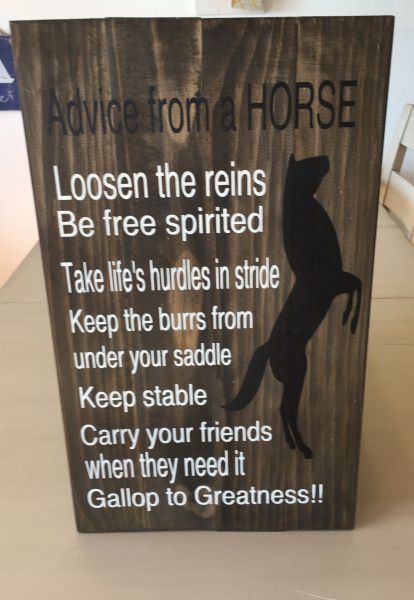 Advice from a HORSE
Loosen the reins
Be free spirited
Take life's hurdles in stride
Keep the burrs from
under your saddle
Keep stable
Carry your friends
when they need it
Gallop to Greatness!!